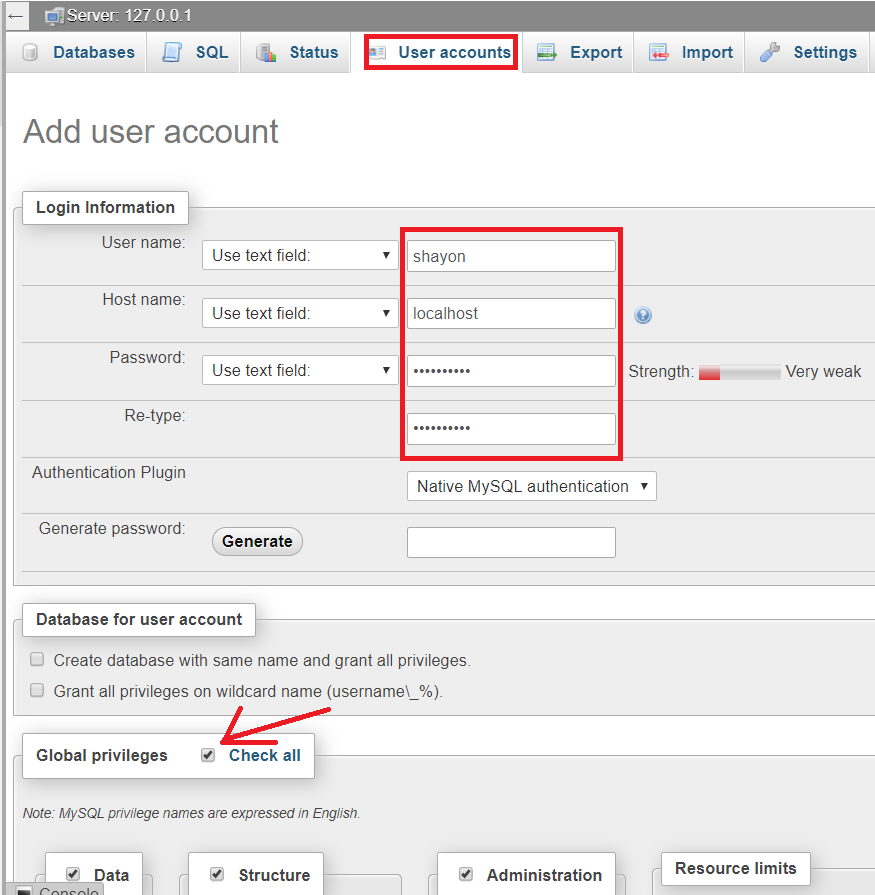 Server: 127.0.0.1
Databases SQL Status User accounts Export Import Settings
Add user account
Login Information
User name: Use text field: shayon
Host name: Use text field: localhost
Password: Use text field: •••••••••• Strength: Very weak
Re-type: ••••••••••
Authentication Plugin Native MySQL authentication
Generate password: Generate
Database for user account
Create database with same name and grant all privileges.
Grant all privileges on wildcard name (username\_%).
Global privileges Check all
Note: MySQL privilege names are expressed in English.
Data Structure Administration Resource limits
Console